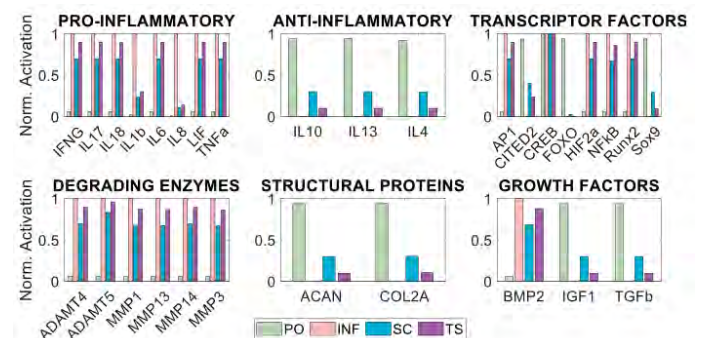 PRO-INFLAMMATORY
ANTI-INFLAMMATORY
TRANSCRIPTOR FACTORS
Norm. Activation
1
0.5
0
IFNG
IL17
IL18
IL1b
IL6
IL8
LIF
TNFa
1
0.5
0
IL10
IL13
IL4
1
0.5
0
AP1
CITED2
CREB
FOXO
HIF2a
NFkB
Runx2
Sox9
DEGRADING ENZYMES
STRUCTURAL PROTEINS
GROWTH FACTORS
Norm. Activation
1
0.5
0
ADAMT4
ADAMT5
MMP1
MMP13
MMP14
MMP3
1
0.5
0
ACAN
COL2A
1
0.5
0
BMP2
IGF1
TGFb
PO
INF
SC
TS